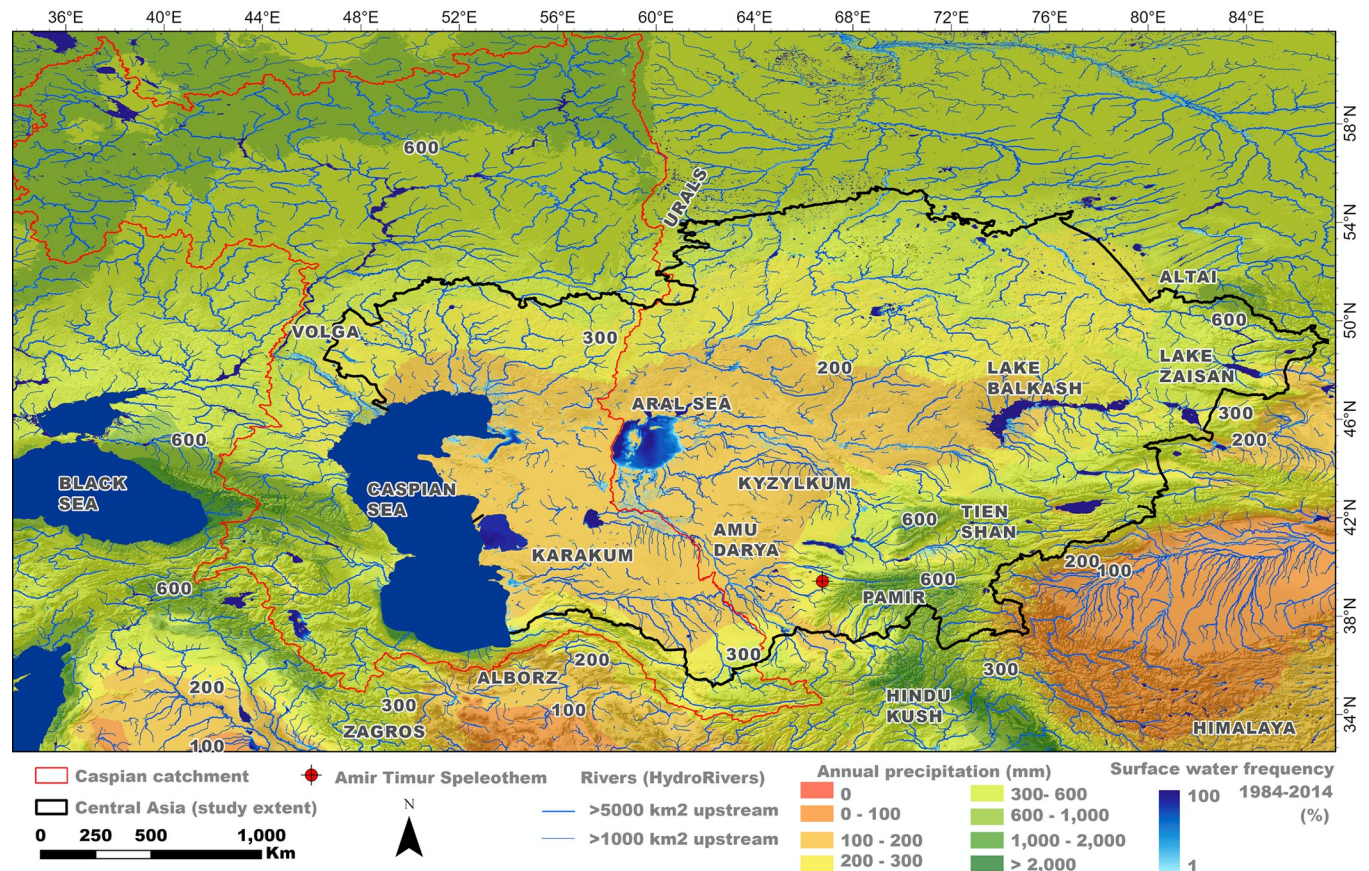 36°E 40°E 44°E 48°E 52°E 56°E 60°E 64°E 68°E 72°E 76°E 80°E 84°E
58°N
600
URALS
54°N
ALTAI
VOLGA
600
50°N
300
LAKE
ZAISAN
200
LAKE
BALKASH
ARAL SEA
300
46°N
600
200
BLACK
SEA
CASPIAN
SEA
KYZYLKUM
600
TIEN
SHAN
42°N
AMU
DARYA
KARAKUM
200
100
600
600
PAMIR
38°N
200
300
300
ALBORZ
200
HINDU
KUSH
300
100
34°N
ZAGROS
HIMALAYA
100
Caspian catchment
Central Asia (study extent)
0 250 500 1,000
Km
Amir Timur Speleothem
N
Rivers (HydroRivers)
>5000 km2 upstream
>1000 km2 upstream
Annual precipitation (mm)
0
0 - 100
100 - 200
200 - 300
300- 600
600 - 1,000
1,000 - 2,000
> 2,000
Surface water frequency
1984-2014
(%)
100
1